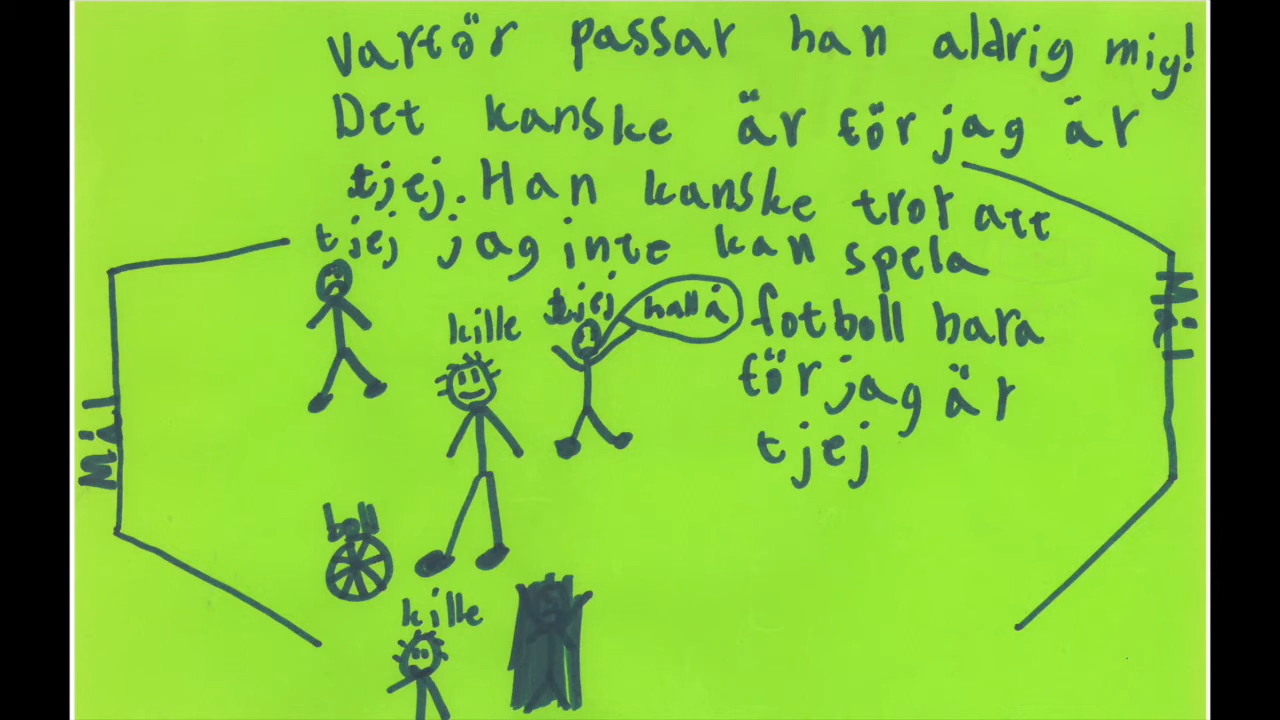 Varför passar han aldrig mig!
Det kanske är för jag är
tjej. Han kanske tror att
jag inte kan spela
fotboll bara
för jag är
tjej
tjej
kille
tjej
hallå
Mål
Mål
boll
kille